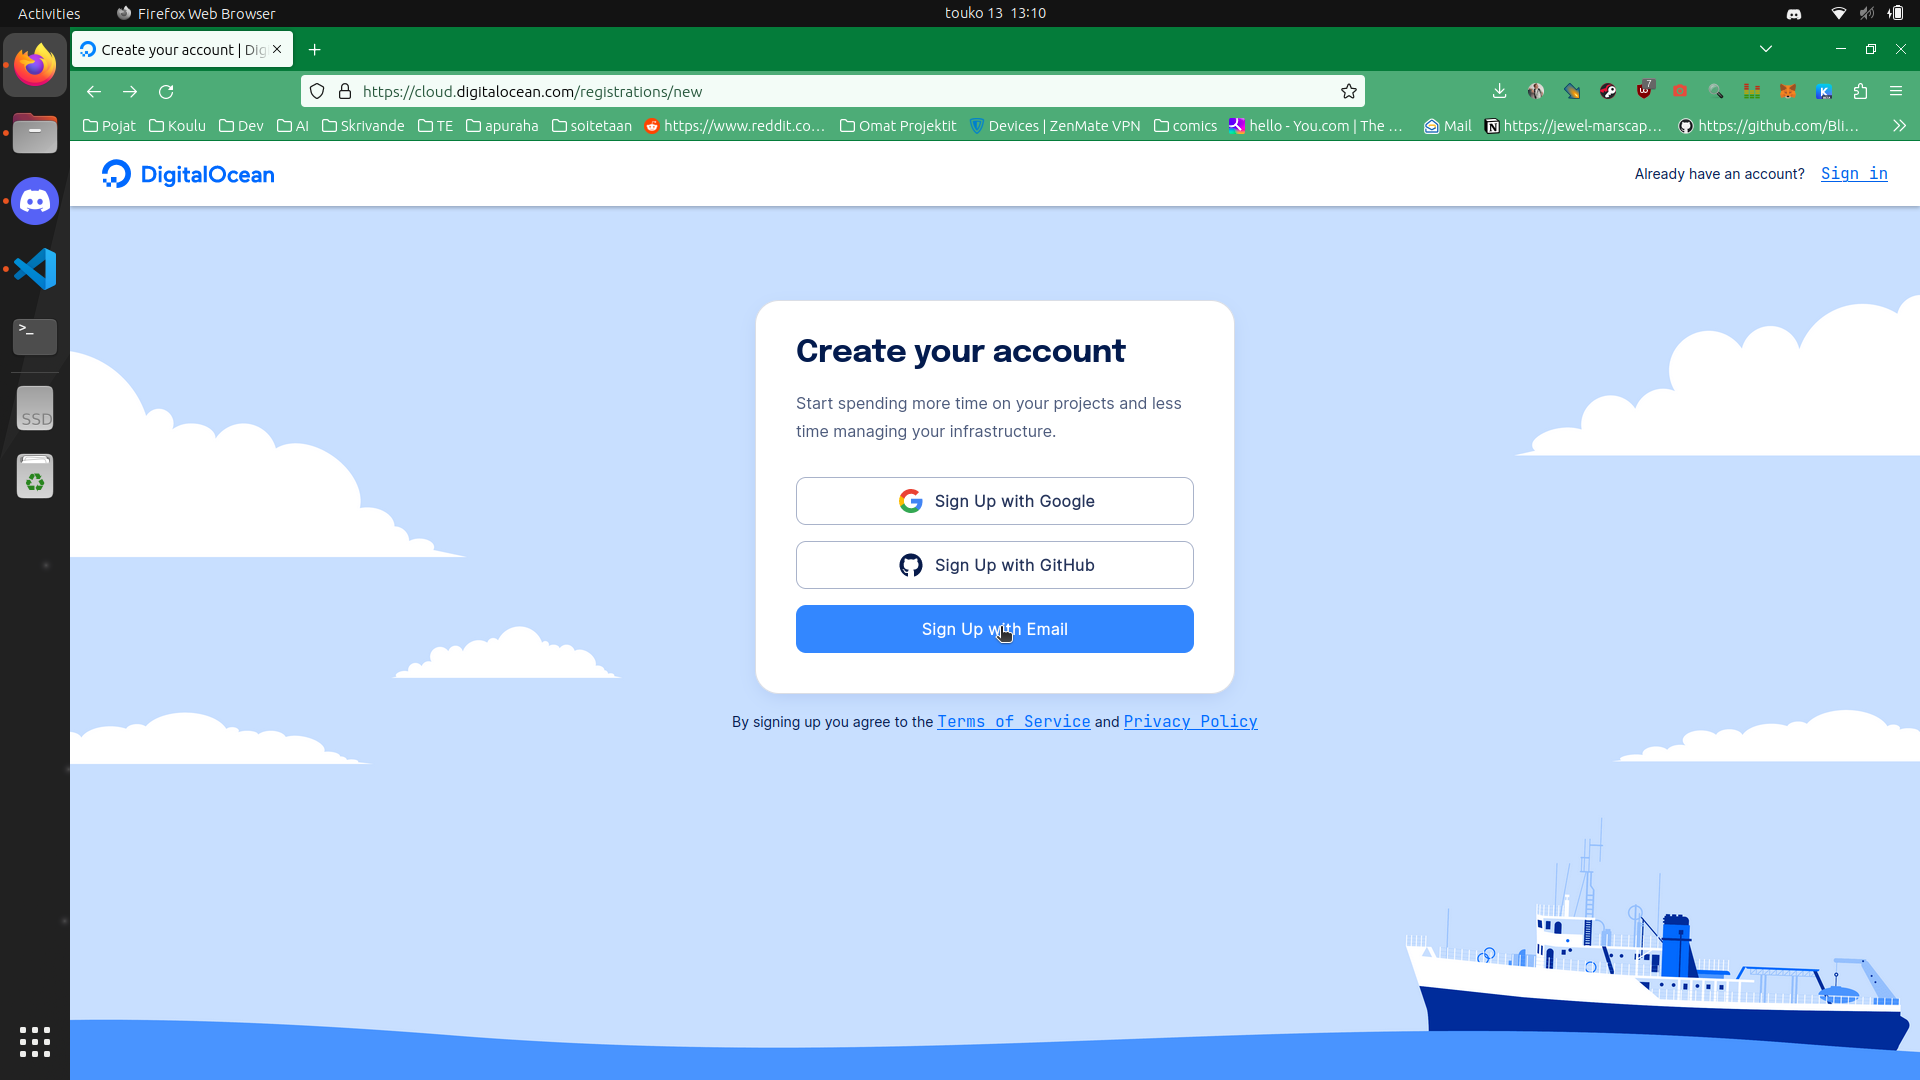 Activities Firefox Web Browser touko 13 13:10
Create your account | Dig
https://cloud.digitalocean.com/registrations/new 7
Pojat Koulu Dev AI Skrivande TE apuraha soitetaan https://www.reddit.co... Omat Projektit Devices | ZenMate VPN comics hello - You.com | The ... Mail https://jewel-marscap... https://github.com/Bli...
DigitalOcean Already have an account? Sign in
Create your account
Start spending more time on your projects and less
time managing your infrastructure.
Sign Up with Google
Sign Up with GitHub
Sign Up with Email
By signing up you agree to the Terms of Service and Privacy Policy
SSD